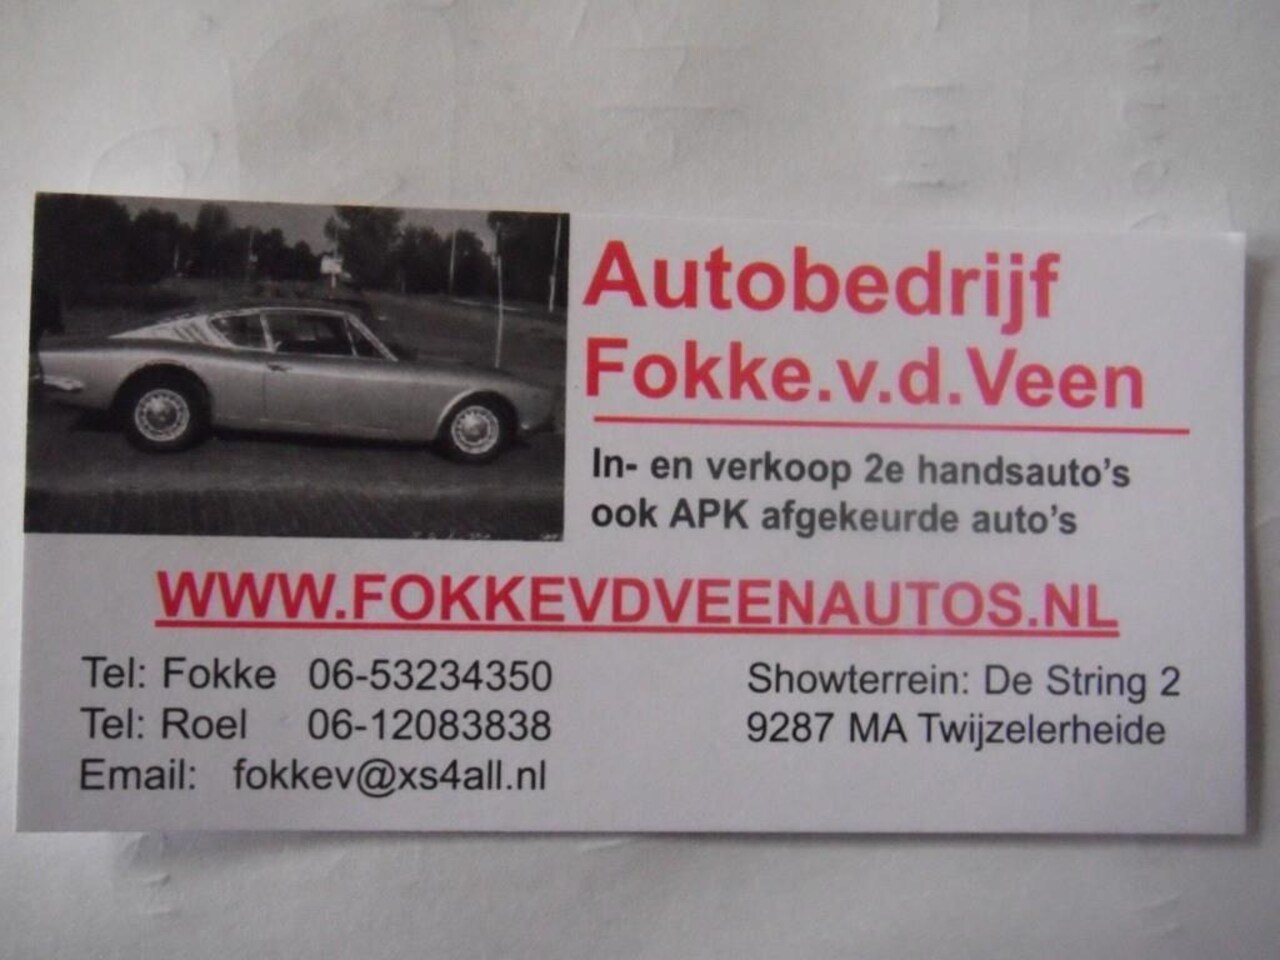 Autobedrijf
Fokke.v.d.Veen
In- en verkoop 2e handsauto's
ook APK afgekeurde auto's
WWW.FOKKEVDVEENAUTOS.NL
Tel: Fokke 06-53234350
Tel: Roel 06-12083838
Email: fokkev@xs4all.nl
Showterrein: De String 2
9287 MA Twijzelerheide